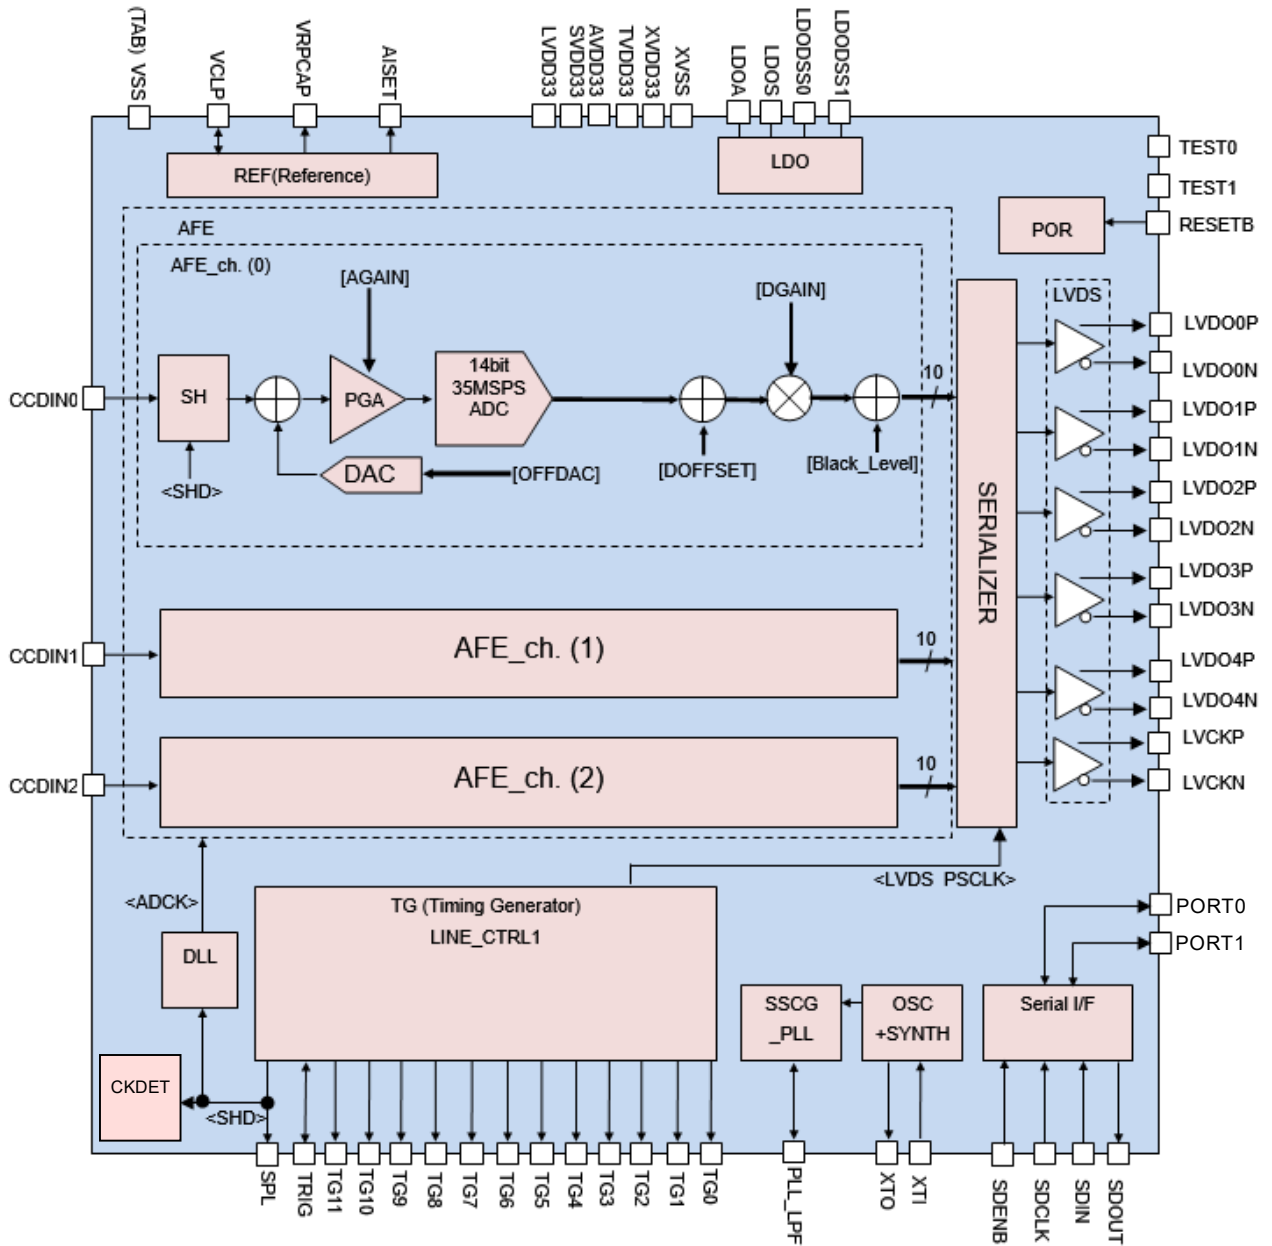 (TAB) VSS
VCLP
VRPCAP
AISET
LVDD33
SVDD33
AVDD33
TVDD33
XVDD33
XVSS
LDOA
LDOS
LDODSS0
LDODSS1
REF(Reference)
LDO
TEST0
TEST1
RESETB
POR
AFE
AFE_ch. (0)
[AGAIN]
[DGAIN]
LVDS
CCDIN0
SH
PGA
14bit
35MSPS
ADC
10
DAC
[OFFDAC]
[DOFFSET]
[Black_Level]
<SHD>
SERIALIZER
LVDO0P
LVDO0N
LVDO1P
LVDO1N
LVDO2P
LVDO2N
LVDO3P
LVDO3N
LVDO4P
LVDO4N
LVCKP
LVCKN
CCDIN1
AFE_ch. (1)
10
CCDIN2
AFE_ch. (2)
10
<ADCK>
<LVDS PSCLK>
TG (Timing Generator)
LINE_CTRL1
DLL
PORT0
PORT1
SSCG
_PLL
OSC
+SYNTH
Serial I/F
CKDET
<SHD>
SPL
TRIG
TG11
TG10
TG9
TG8
TG7
TG6
TG5
TG4
TG3
TG2
TG1
TG0
PLL_LPF
XTO
XTI
SDENB
SDCLK
SDIN
SDOUT